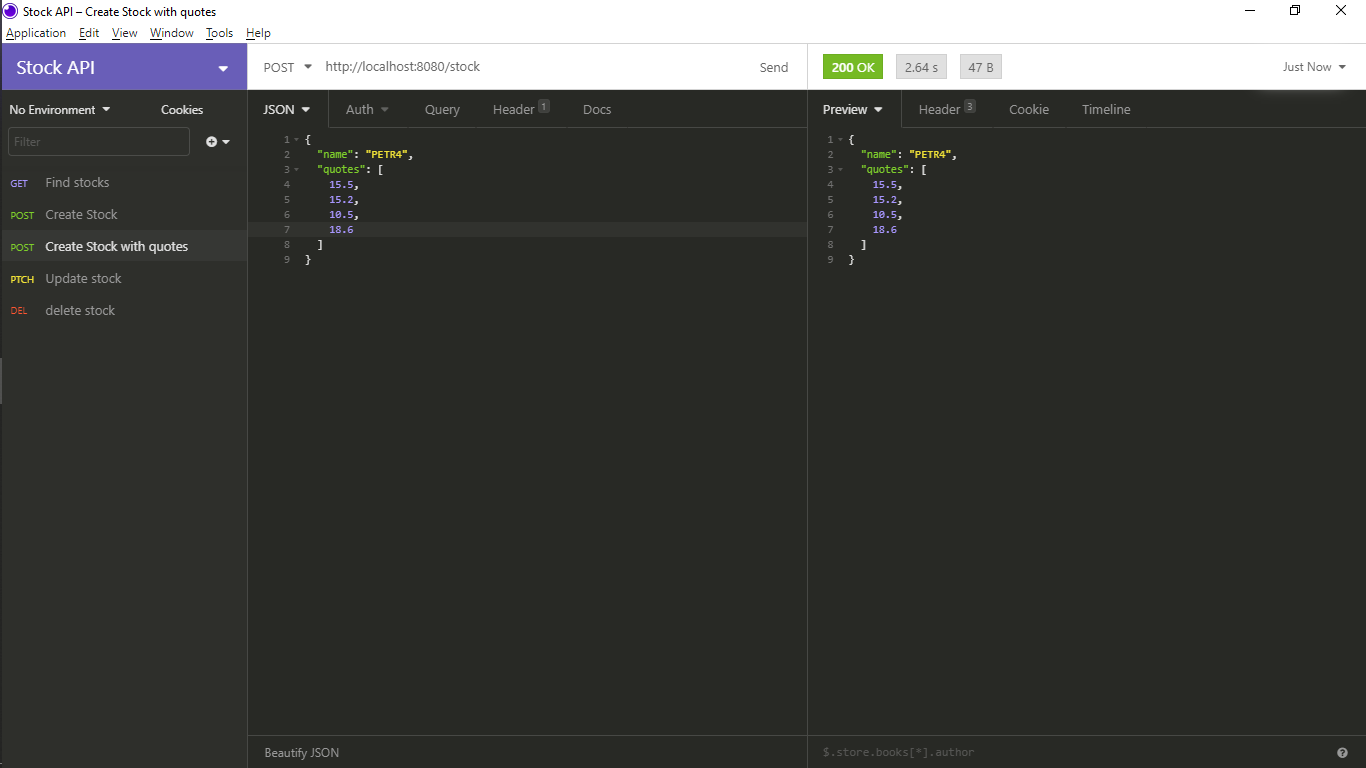 Stock API – Create Stock with quotes
Application Edit View Window Tools Help
Stock API
POST http://localhost:8080/stock Send
200 OK 2.64 s 47 B Just Now
No Environment Cookies
JSON Auth Query Header 1 Docs
Preview Header 3 Cookie Timeline
Filter
GET Find stocks
POST Create Stock
POST Create Stock with quotes
PTCH Update stock
DEL delete stock
1 {
2 "name": "PETR4",
3 "quotes": [
4 15.5,
5 15.2,
6 10.5,
7 18.6
8 ]
9 }
1 {
2 "name": "PETR4",
3 "quotes": [
4 15.5,
5 15.2,
6 10.5,
7 18.6
8 ]
9 }
Beautify JSON
$.store.books[*].author